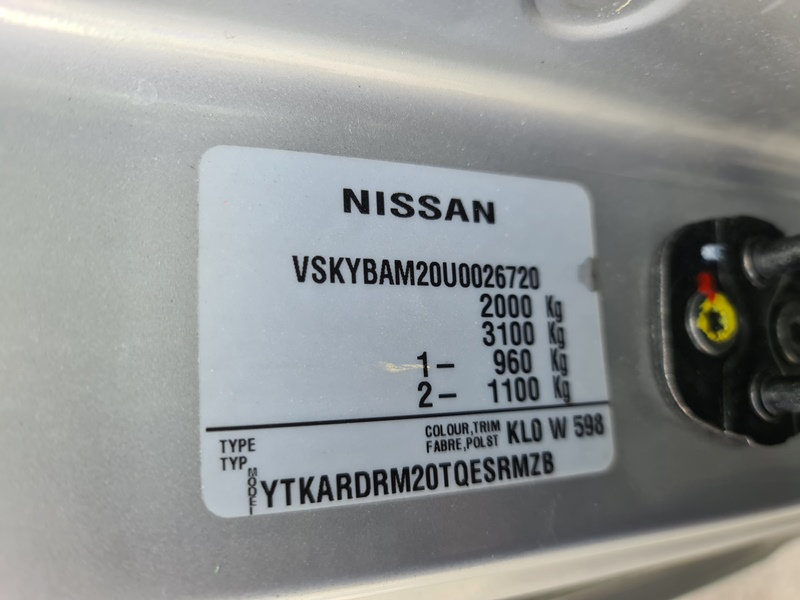 NISSAN
VSKYBAM20U0026720
2000 Kg
3100 Kg
1- 960 Kg
2- 1100 Kg
TYPE COLOUR,TRIM KL0 W 598
TYP FABRE,POLST
MODEL YTKARDRM20TQESRMZB